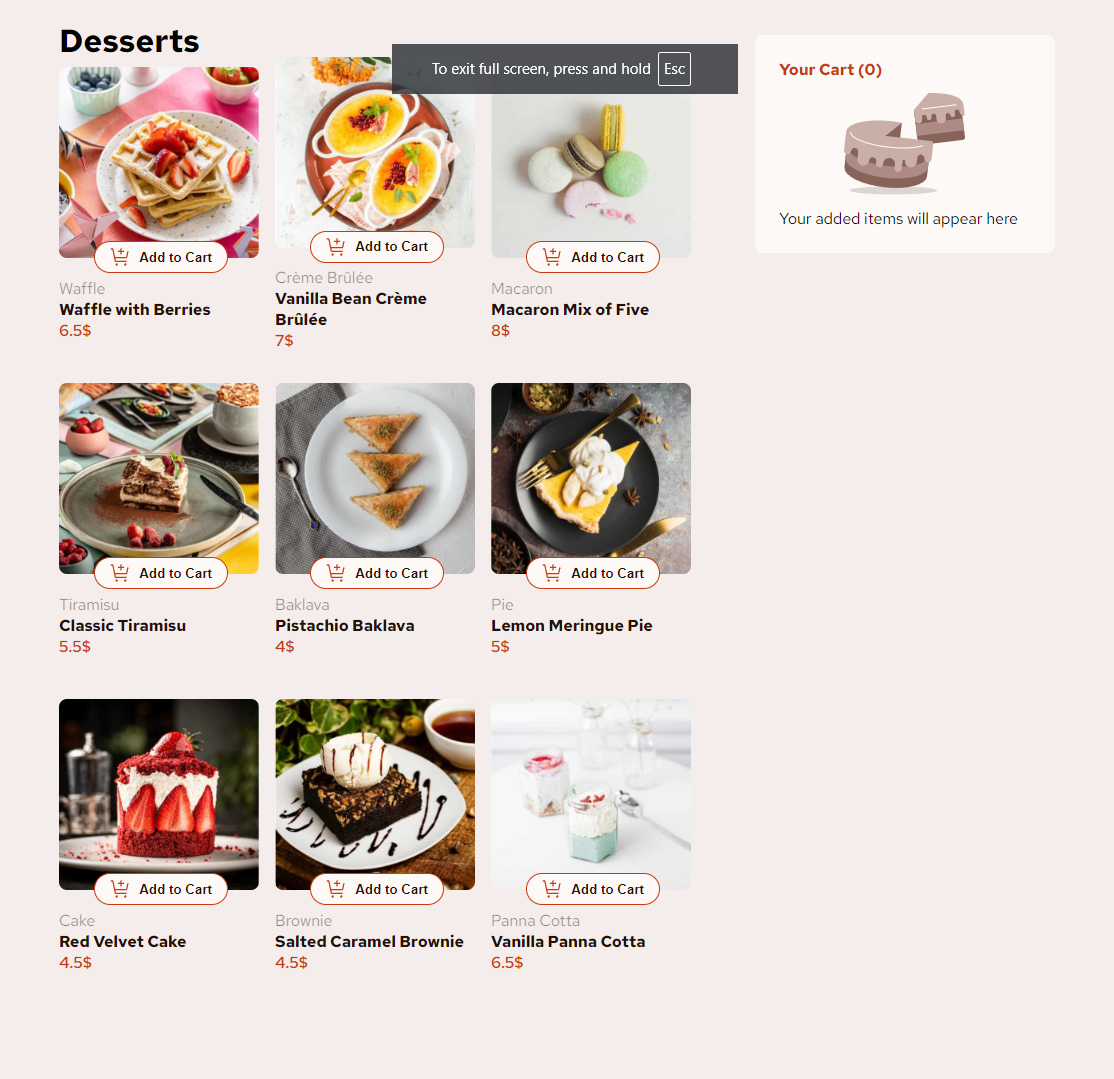 Desserts
To exit full screen, press and hold Esc
Your Cart (0)
Your added items will appear here
Add to Cart
Waffle
Waffle with Berries
6.5$
Add to Cart
Crème Brûlée
Vanilla Bean Crème
Brûlée
7$
Add to Cart
Macaron
Macaron Mix of Five
8$
Add to Cart
Tiramisu
Classic Tiramisu
5.5$
Add to Cart
Baklava
Pistachio Baklava
4$
Add to Cart
Pie
Lemon Meringue Pie
5$
Add to Cart
Cake
Red Velvet Cake
4.5$
Add to Cart
Brownie
Salted Caramel Brownie
4.5$
Add to Cart
Panna Cotta
Vanilla Panna Cotta
6.5$